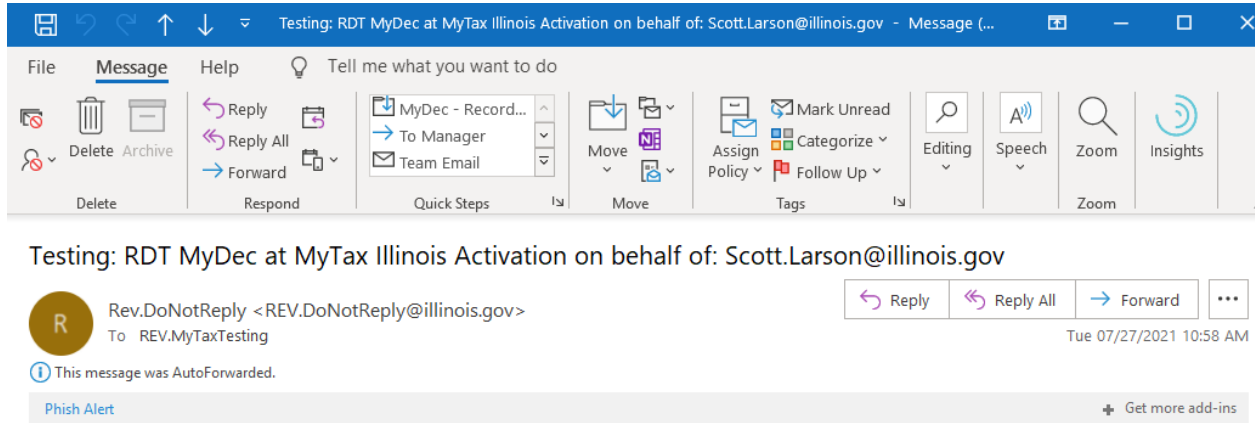 Testing: RDT MyDec at MyTax Illinois Activation on behalf of: Scott.Larson@illinois.gov - Message (...
File Message Help Tell me what you want to do
Delete Archive
Reply
Reply All
Forward
MyDec - Record...
To Manager
Team Email
Move
Assign Policy
Mark Unread
Categorize
Follow Up
Editing
A
Speech
Zoom
Insights
Delete Respond Quick Steps Move Tags Zoom
Testing: RDT MyDec at MyTax Illinois Activation on behalf of: Scott.Larson@illinois.gov
R
Rev.DoNotReply <REV.DoNotReply@illinois.gov>
To REV.MyTaxTesting
Reply Reply All Forward ...
Tue 07/27/2021 10:58 AM
This message was AutoForwarded.
Phish Alert
Get more add-ins